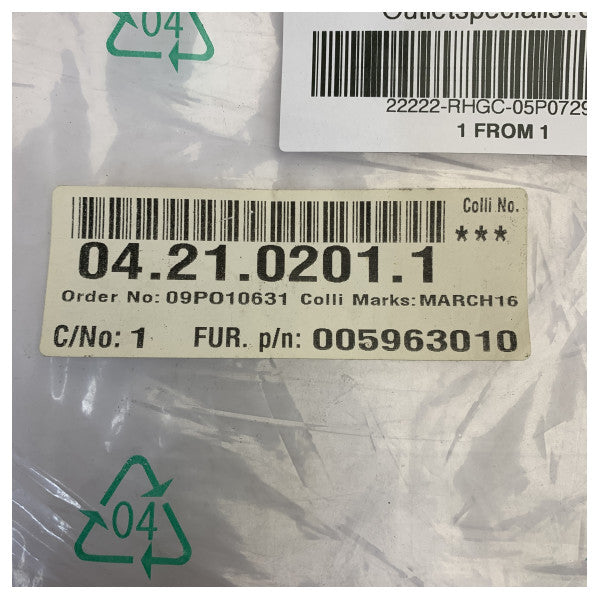 04
Outletspecialist.
22222-RHGC-05P0729
1 FROM 1
Colli No.
***
04.21.0201.1
Order No: 09PO10631 Colli Marks: MARCH16
C/No: 1 FUR. p/n: 005963010
04